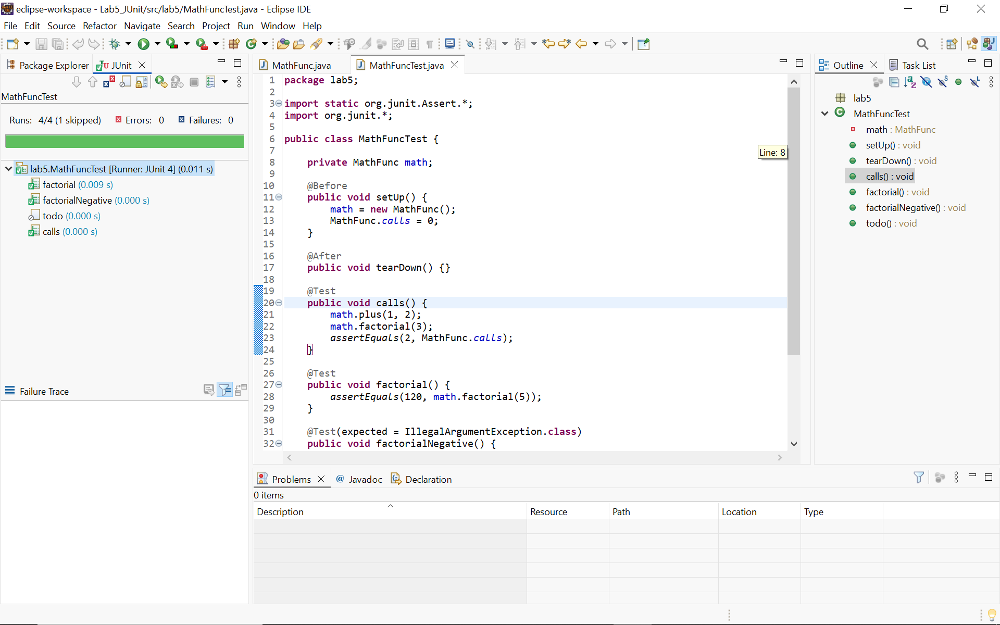 eclipse-workspace - Lab5_JUnit/src/lab5/MathFuncTest.java - Eclipse IDE
File Edit Source Refactor Navigate Search Project Run Window Help
Package Explorer JUnit
MathFuncTest
Runs: 4/4 (1 skipped) Errors: 0 Failures: 0
lab5.MathFuncTest [Runner: JUnit 4] (0.011 s)
factorial (0.009 s)
factorialNegative (0.000 s)
todo (0.000 s)
calls (0.000 s)
Failure Trace
MathFunc.java MathFuncTest.java
1 package lab5;
2
3 import static org.junit.Assert.*;
4 import org.junit.*;
5
6 public class MathFuncTest {
7
8 private MathFunc math;
9
10 @Before
11 public void setUp() {
12 math = new MathFunc();
13 MathFunc.calls = 0;
14 }
15
16 @After
17 public void tearDown() {}
18
19 @Test
20 public void calls() {
21 math.plus(1, 2);
22 math.factorial(3);
23 assertEquals(2, MathFunc.calls);
24 }
25
26 @Test
27 public void factorial() {
28 assertEquals(120, math.factorial(5));
29 }
30
31 @Test(expected = IllegalArgumentException.class)
32 public void factorialNegative() {
Line: 8
Outline Task List
lab5
MathFuncTest
math : MathFunc
setUp() : void
tearDown() : void
calls() : void
factorial() : void
factorialNegative() : void
todo() : void
Problems @ Javadoc Declaration
0 items
Description Resource Path Location Type